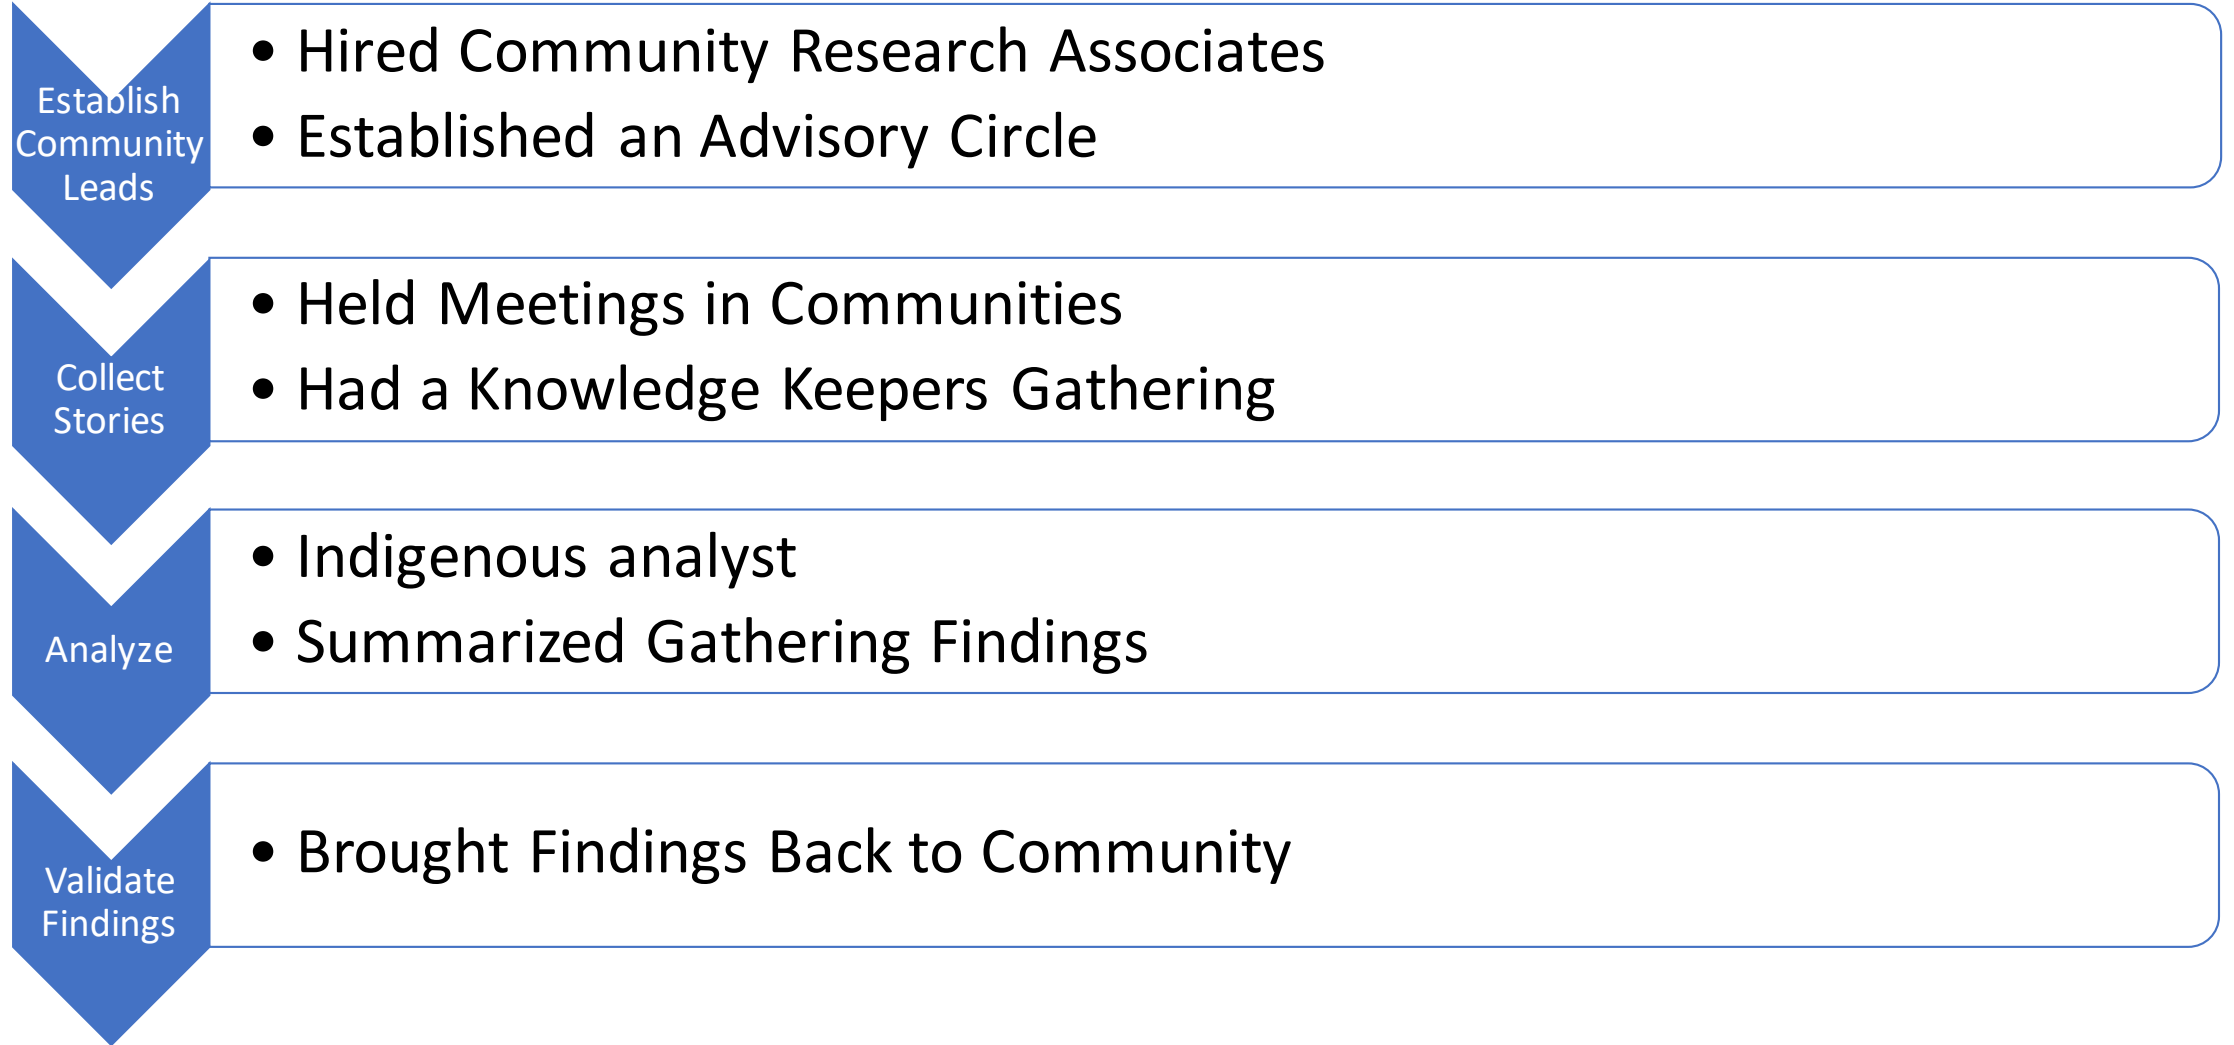 Establish
Community
Leads
• Hired Community Research Associates
• Established an Advisory Circle
Collect
Stories
• Held Meetings in Communities
• Had a Knowledge Keepers Gathering
Analyze
• Indigenous analyst
• Summarized Gathering Findings
Validate
Findings
• Brought Findings Back to Community